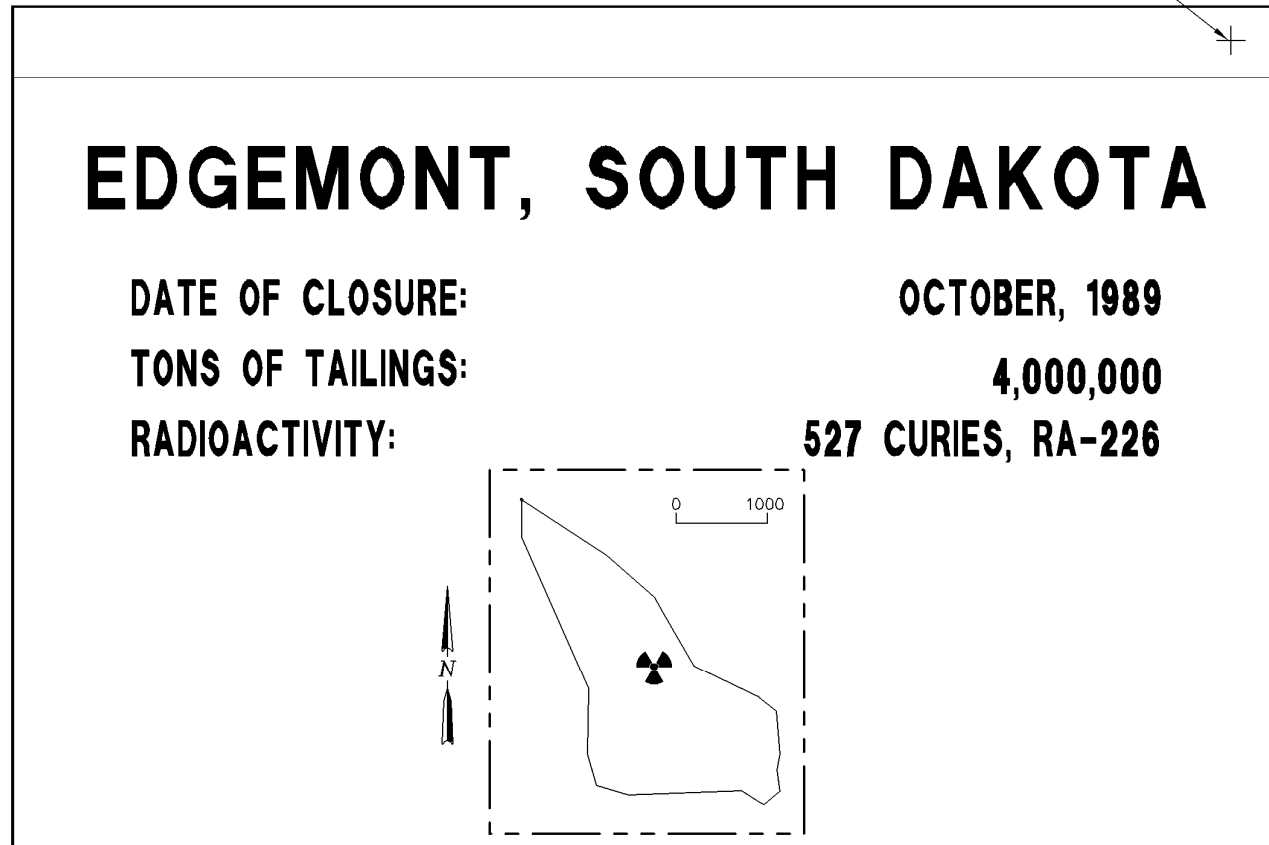 EDGEMONT, SOUTH DAKOTA
DATE OF CLOSURE: OCTOBER, 1989
TONS OF TAILINGS: 4,000,000
RADIOACTIVITY: 527 CURIES, RA-226
0 1000
N